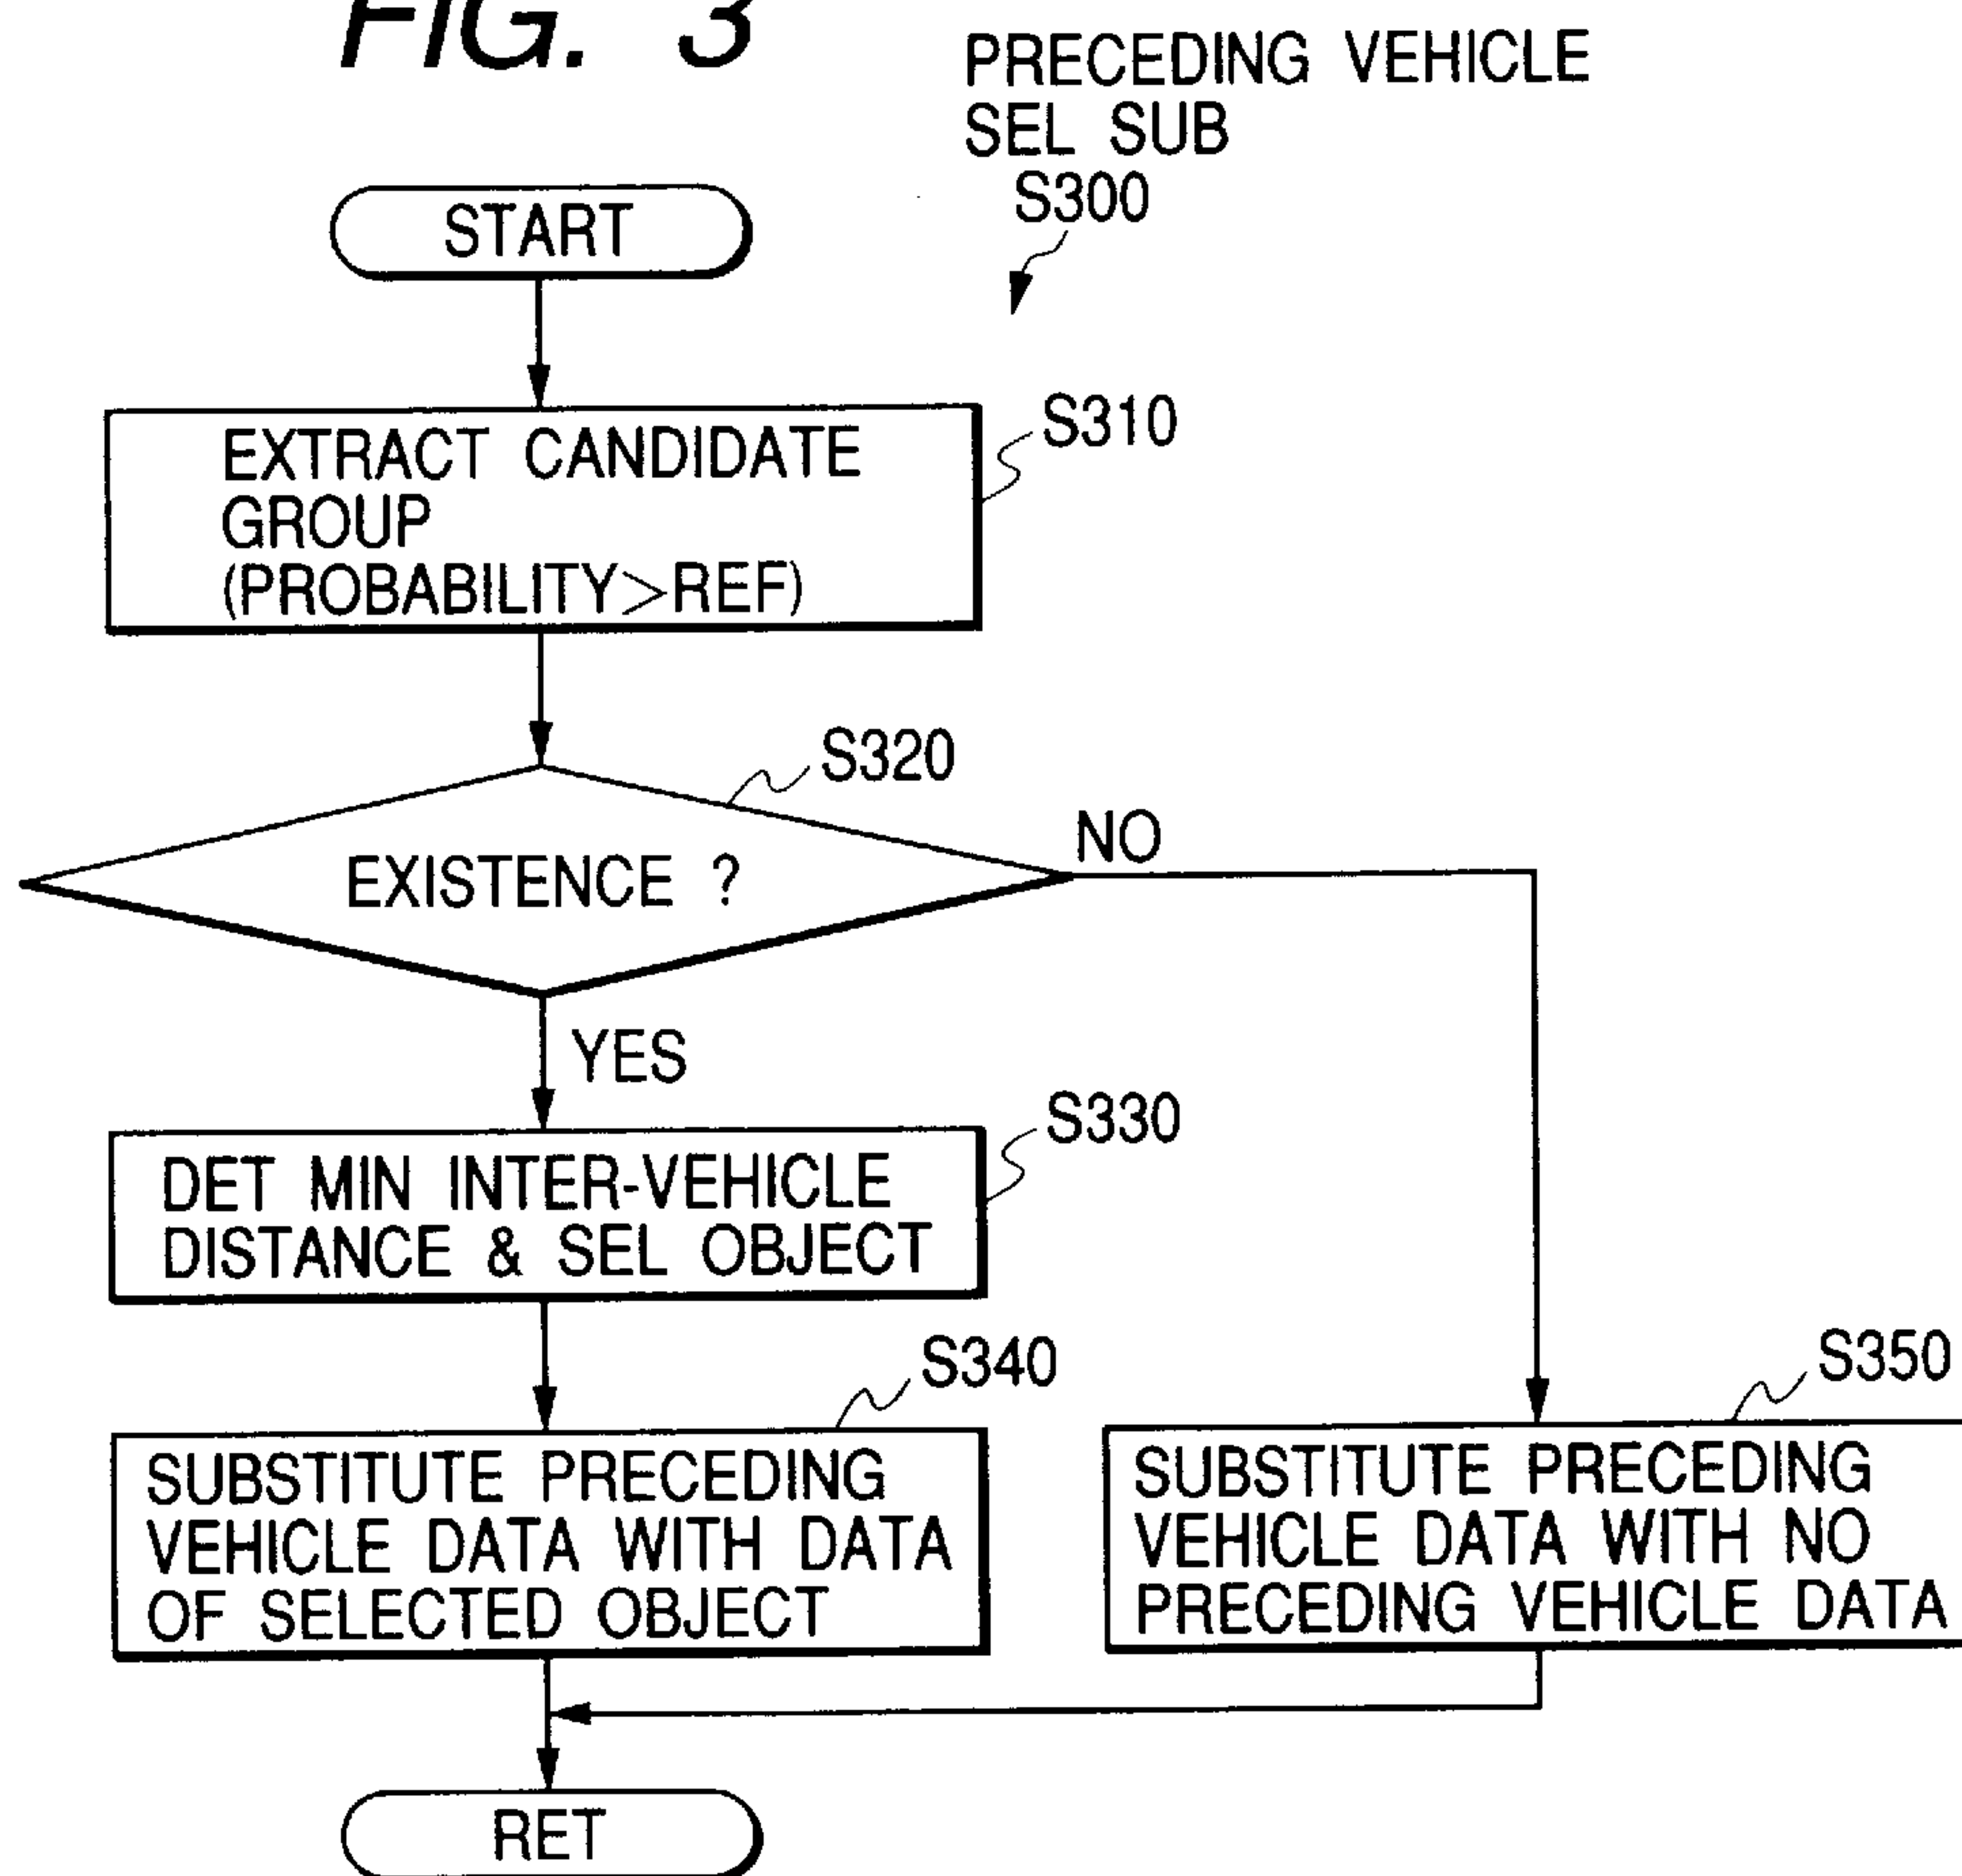 FIG. 3
PRECEDING VEHICLE
SEL SUB
S300
START
S310
EXTRACT CANDIDATE
GROUP
(PROBABILITY>REF)
S320
EXISTENCE ?
NO
YES
S330
DET MIN INTER-VEHICLE
DISTANCE & SEL OBJECT
S340
SUBSTITUTE PRECEDING
VEHICLE DATA WITH DATA
OF SELECTED OBJECT
S350
SUBSTITUTE PRECEDING
VEHICLE DATA WITH NO
PRECEDING VEHICLE DATA
RET